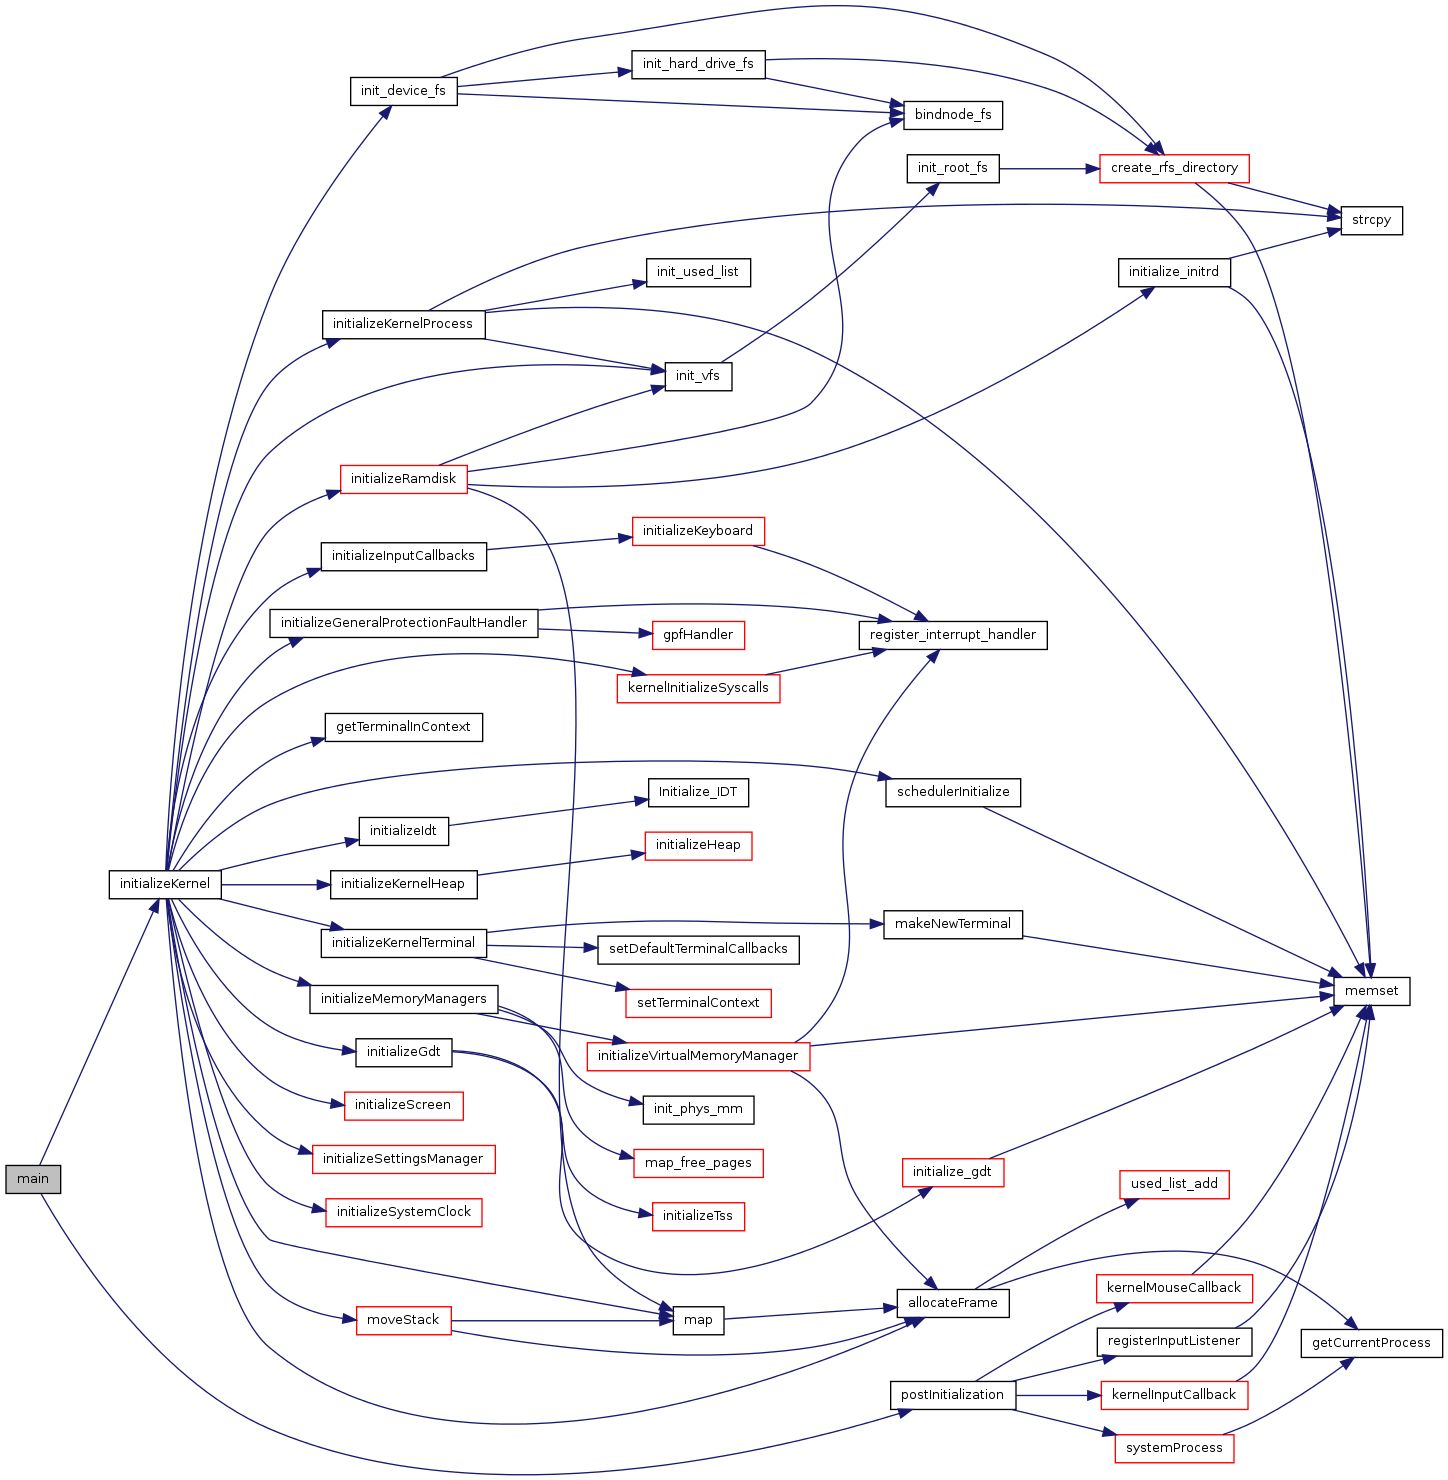 init_hard_drive_fs
init_device_fs
bindnode_fs
init_root_fs
create_rfs_directory
strcpy
init_used_list
initialize_initrd
initializeKernelProcess
init_vfs
initializeRamdisk
initializeKeyboard
initializeInputCallbacks
initializeGeneralProtectionFaultHandler
gpfHandler
register_interrupt_handler
kernelInitializeSyscalls
getTerminalInContext
Initialize_IDT
schedulerInitialize
initializeIdt
initializeHeap
initializeKernel
initializeKernelHeap
makeNewTerminal
initializeKernelTerminal
setDefaultTerminalCallbacks
memset
initializeMemoryManagers
setTerminalContext
initializeGdt
initializeVirtualMemoryManager
initializeScreen
init_phys_mm
initializeSettingsManager
map_free_pages
initialize_gdt
main
used_list_add
initializeSystemClock
initializeTss
kernelMouseCallback
allocateFrame
moveStack
map
registerInputListener
getCurrentProcess
postInitialization
kernelInputCallback
systemProcess